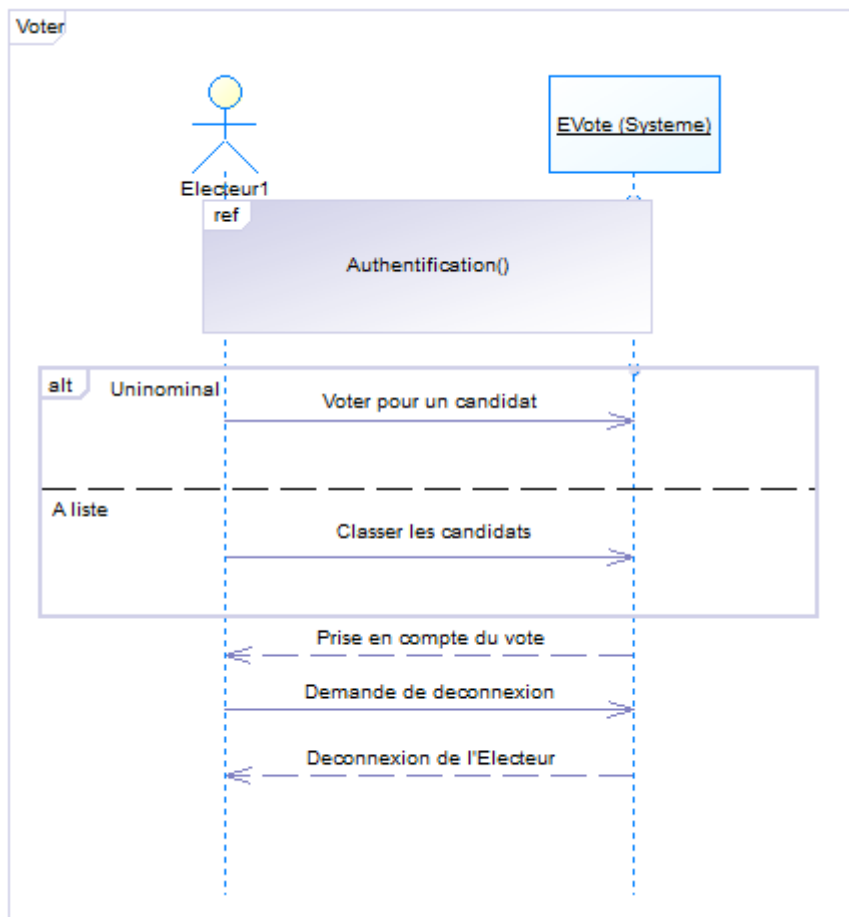 Voter
EVote (Systeme)
Electeur1
ref
Authentification()
alt
Uninominal
Voter pour un candidat
A liste
Classer les candidats
Prise en compte du vote
Demande de deconnexion
Deconnexion de l'Electeur